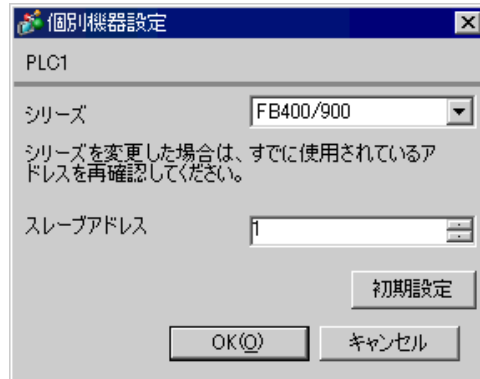 個別機器設定
PLC1
シリーズ
FB400/900
シリーズを変更した場合は、すでに使用されているア
ドレスを再確認してください。
スレーブアドレス
1
初期設定
OK(O)
キャンセル